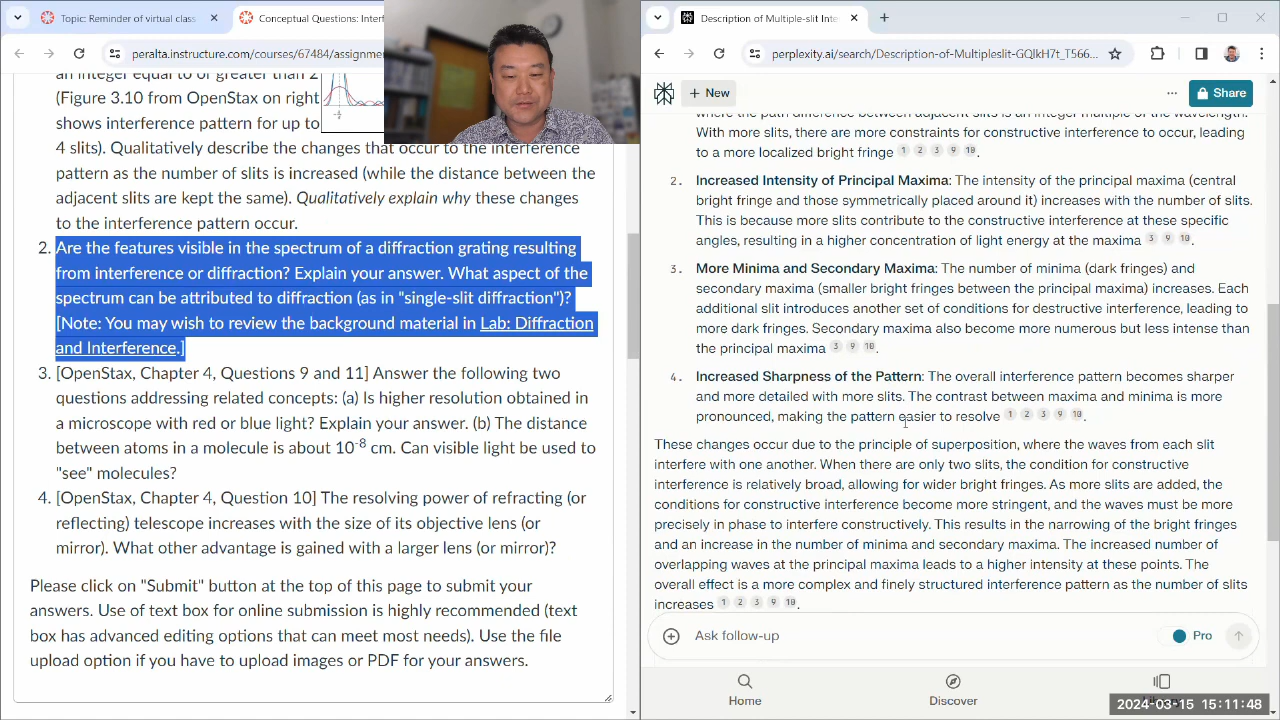 Topic: Reminder of virtual class
Conceptual Questions: Interf
peralta.instructure.com/courses/67484/assignme
an integer equal to or greater than 2
(Figure 3.10 from OpenStax on right
shows interference pattern for up to
4 slits). Qualitatively describe the changes that occur to the interference
pattern as the number of slits is increased (while the distance between the
adjacent slits are kept the same). Qualitatively explain why these changes
to the interference pattern occur.
2. Are the features visible in the spectrum of a diffraction grating resulting
from interference or diffraction? Explain your answer. What aspect of the
spectrum can be attributed to diffraction (as in "single-slit diffraction")?
[Note: You may wish to review the background material in Lab: Diffraction
and Interference.]
3. [OpenStax, Chapter 4, Questions 9 and 11] Answer the following two
questions addressing related concepts: (a) Is higher resolution obtained in
a microscope with red or blue light? Explain your answer. (b) The distance
between atoms in a molecule is about 10-8 cm. Can visible light be used to
"see" molecules?
4. [OpenStax, Chapter 4, Question 10] The resolving power of refracting (or
reflecting) telescope increases with the size of its objective lens (or
mirror). What other advantage is gained with a larger lens (or mirror)?
Please click on "Submit" button at the top of this page to submit your
answers. Use of text box for online submission is highly recommended (text
box has advanced editing options that can meet most needs). Use the file
upload option if you have to upload images or PDF for your answers.
Description of Multiple-slit Inte
perplexity.ai/search/Description-of-Multipleslit-GQlkH7t_T566...
New
Share
where the path difference between adjacent slits is an integer multiple of the wavelength.
With more slits, there are more constraints for constructive interference to occur, leading
to a more localized bright fringe 1 2 3 9 10.
2. Increased Intensity of Principal Maxima: The intensity of the principal maxima (central
bright fringe and those symmetrically placed around it) increases with the number of slits.
This is because more slits contribute to the constructive interference at these specific
angles, resulting in a higher concentration of light energy at the maxima 3 9 10.
3. More Minima and Secondary Maxima: The number of minima (dark fringes) and
secondary maxima (smaller bright fringes between the principal maxima) increases. Each
additional slit introduces another set of conditions for destructive interference, leading to
more dark fringes. Secondary maxima also become more numerous but less intense than
the principal maxima 3 9 10.
4. Increased Sharpness of the Pattern: The overall interference pattern becomes sharper
and more detailed with more slits. The contrast between maxima and minima is more
pronounced, making the pattern easier to resolve 1 2 3 9 10.
These changes occur due to the principle of superposition, where the waves from each slit
interfere with one another. When there are only two slits, the condition for constructive
interference is relatively broad, allowing for wider bright fringes. As more slits are added, the
conditions for constructive interference become more stringent, and the waves must be more
precisely in phase to interfere constructively. This results in the narrowing of the bright fringes
and an increase in the number of minima and secondary maxima. The increased number of
overlapping waves at the principal maxima leads to a higher intensity at these points. The
overall effect is a more complex and finely structured interference pattern as the number of slits
increases 1 2 3 9 10.
Ask follow-up
Pro
Home
Discover
2024-03-15 15:11:48